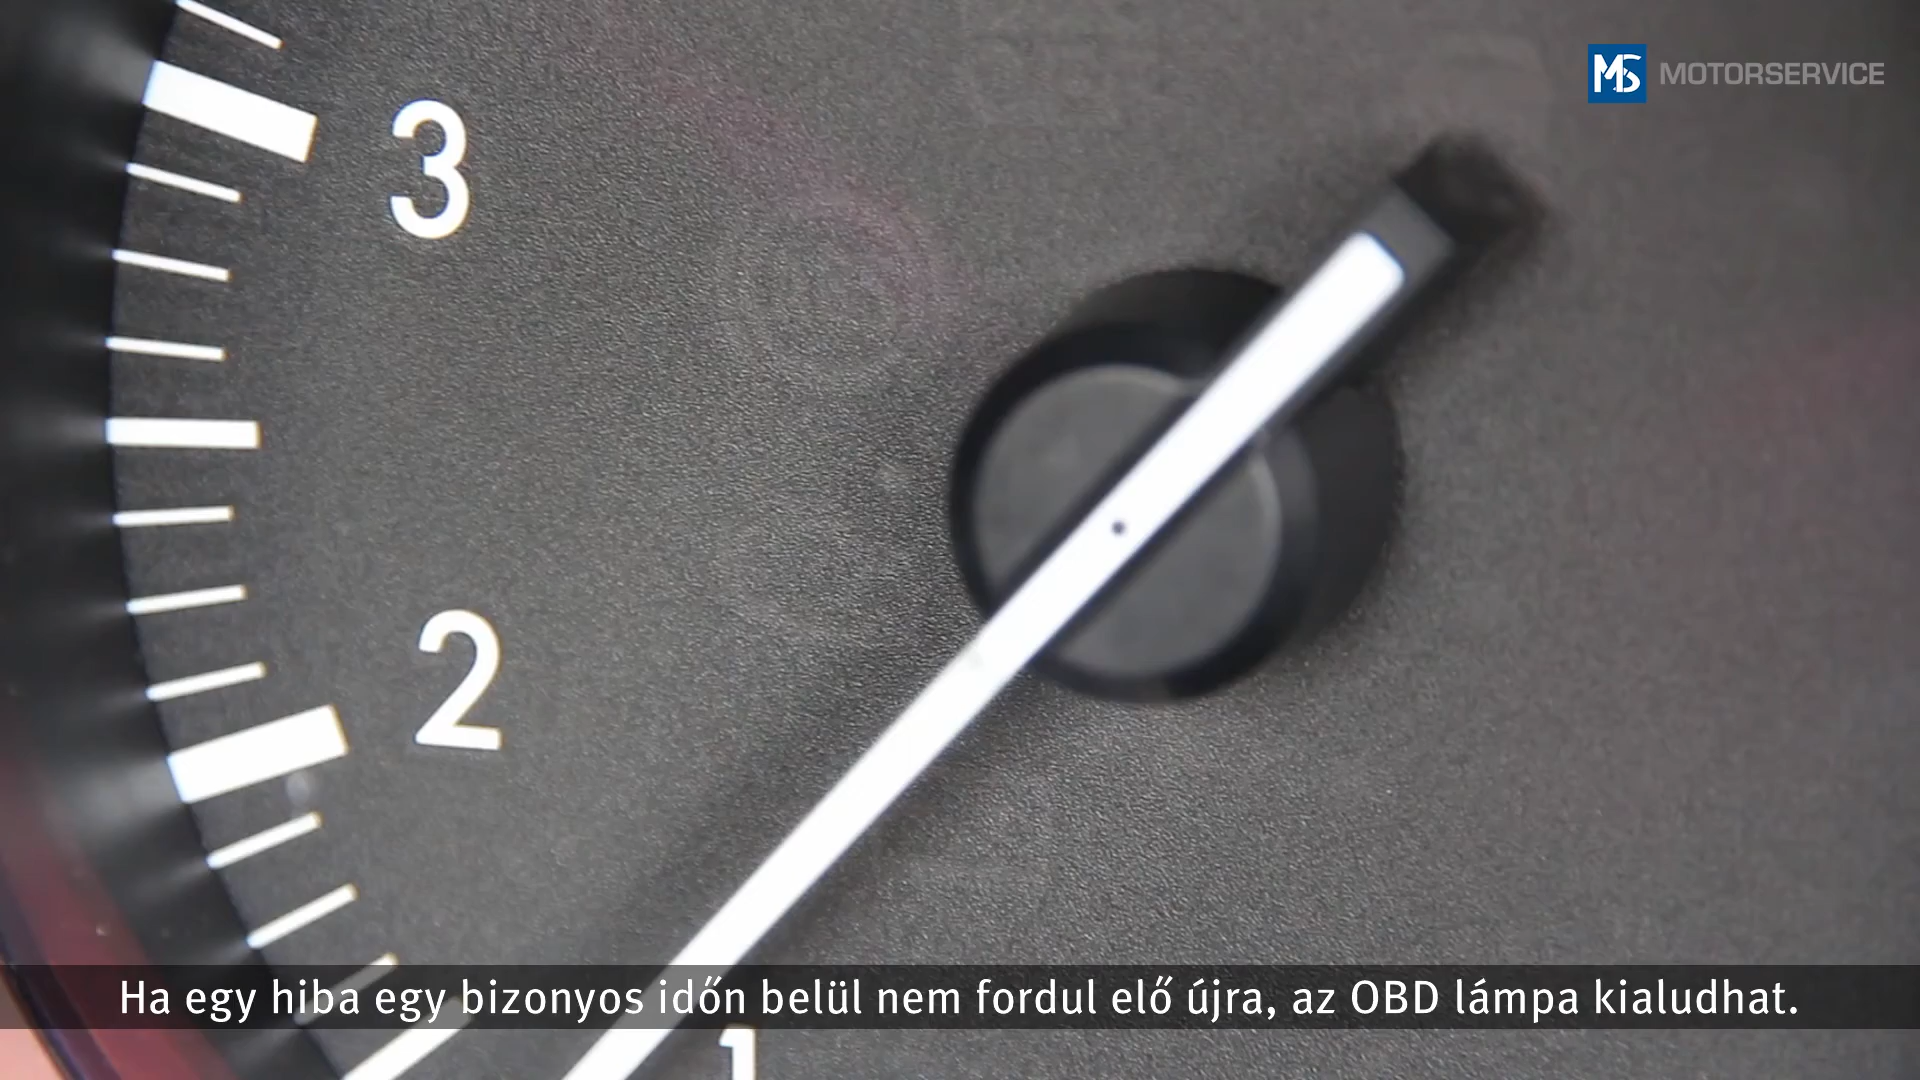 MS MOTORSERVICE
3
2
1
Ha egy hiba egy bizonyos időn belül nem fordul elő újra, az OBD lámpa kialudhat.